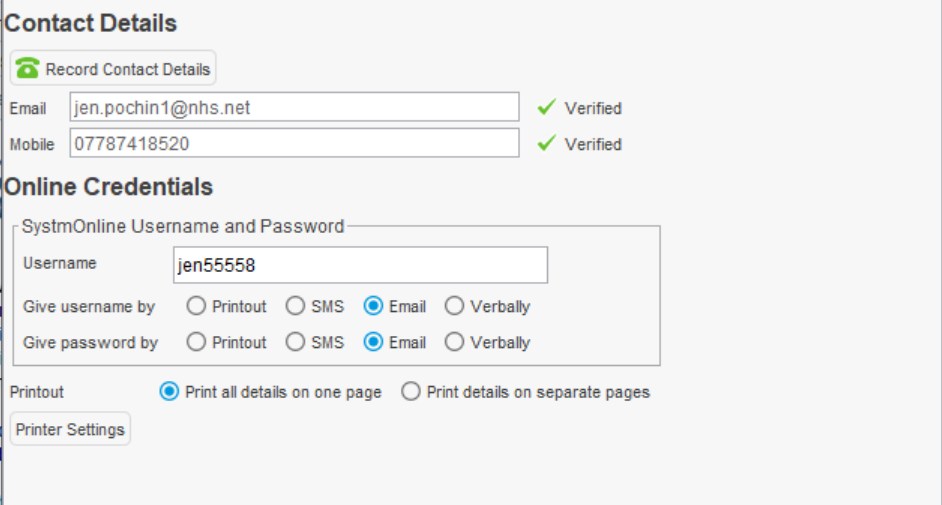 Contact Details
Record Contact Details
Email jen.pochin1@nhs.net Verified
Mobile 07787418520 Verified
Online Credentials
SystmOnline Username and Password
Username jen55558
Give username by Printout SMS Email Verbally
Give password by Printout SMS Email Verbally
Printout Print all details on one page Print details on separate pages
Printer Settings